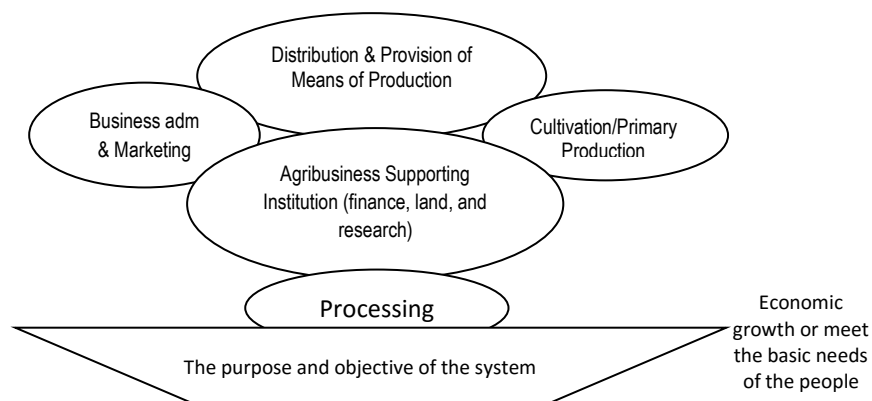 Distribution & Provision of
Means of Production
Business adm
& Marketing
Cultivation/Primary
Production
Agribusiness Supporting
Institution (finance, land, and
research)
Processing
The purpose and objective of the system
Economic
growth or meet
the basic needs
of the people